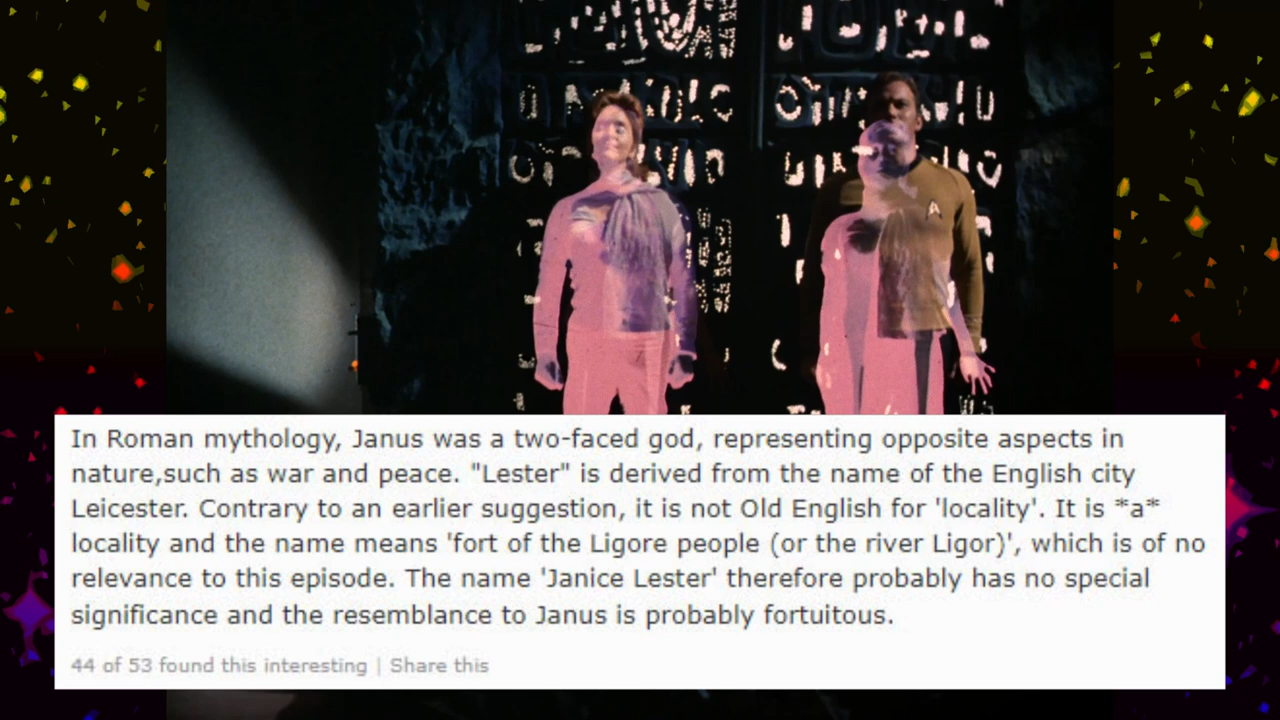 In Roman mythology, Janus was a two-faced god, representing opposite aspects in
nature,such as war and peace. "Lester" is derived from the name of the English city
Leicester. Contrary to an earlier suggestion, it is not Old English for 'locality'. It is *a*
locality and the name means 'fort of the Ligore people (or the river Ligor)', which is of no
relevance to this episode. The name 'Janice Lester' therefore probably has no special
significance and the resemblance to Janus is probably fortuitous.
44 of 53 found this interesting | Share this